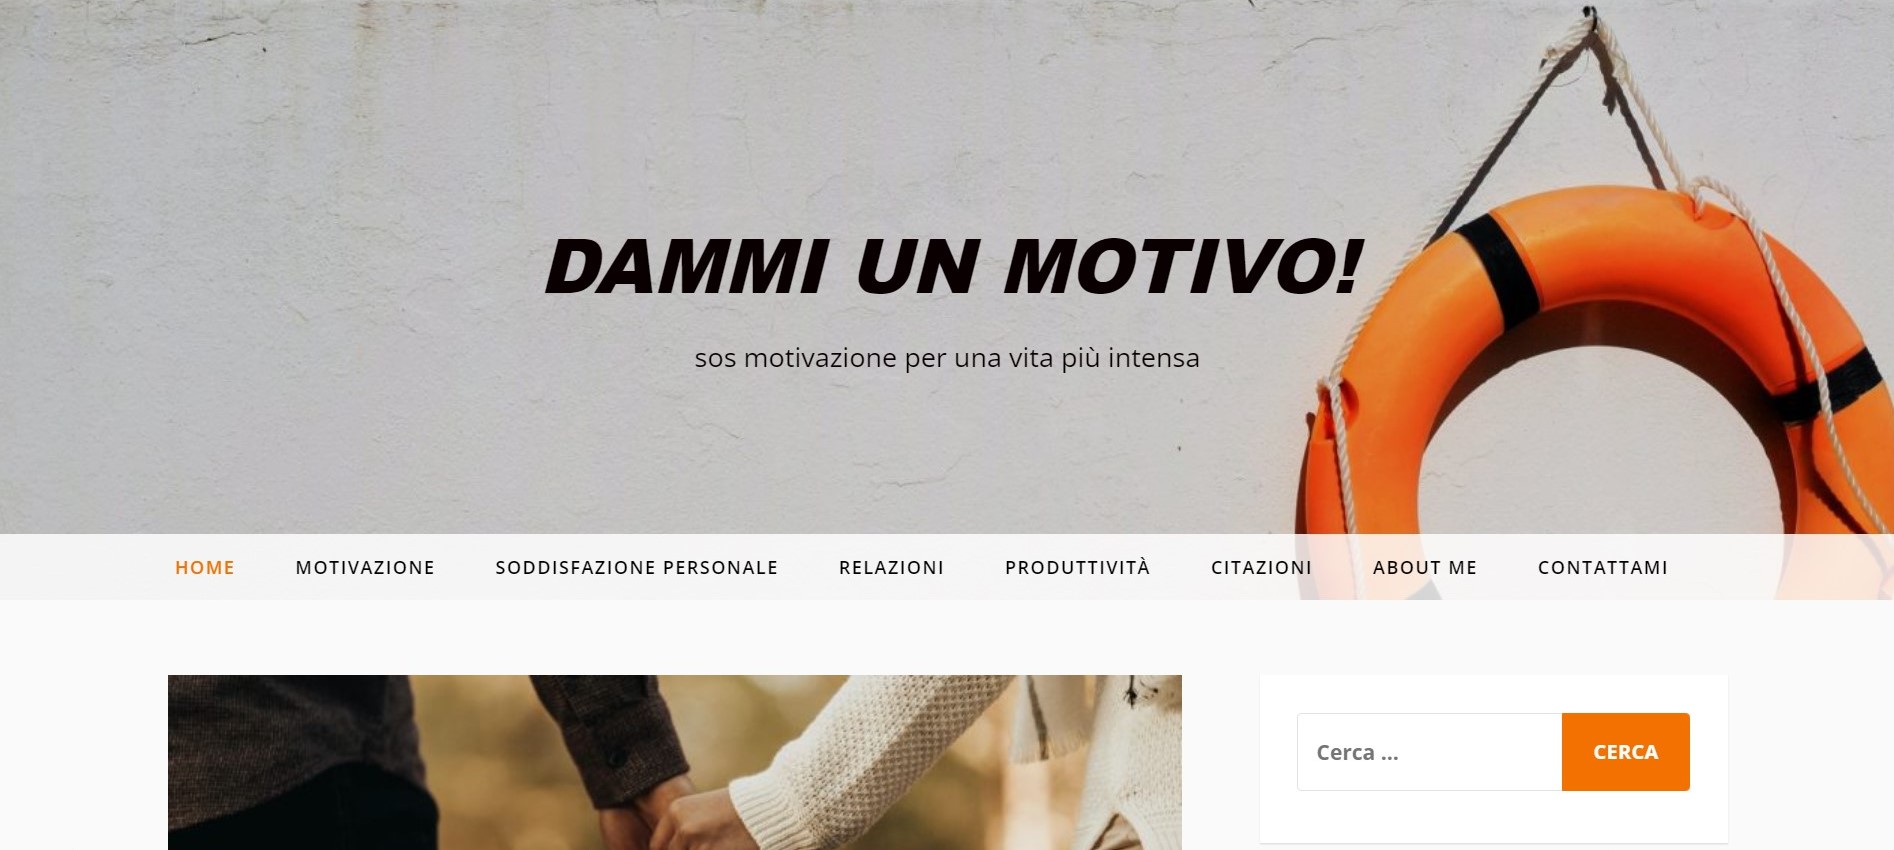 DAMMI UN MOTIVO!
sos motivazione per una vita più intensa
HOME MOTIVAZIONE SODDISFAZIONE PERSONALE RELAZIONI PRODUTTIVITÀ CITAZIONI ABOUT ME CONTATTAMI
Cerca ... CERCA